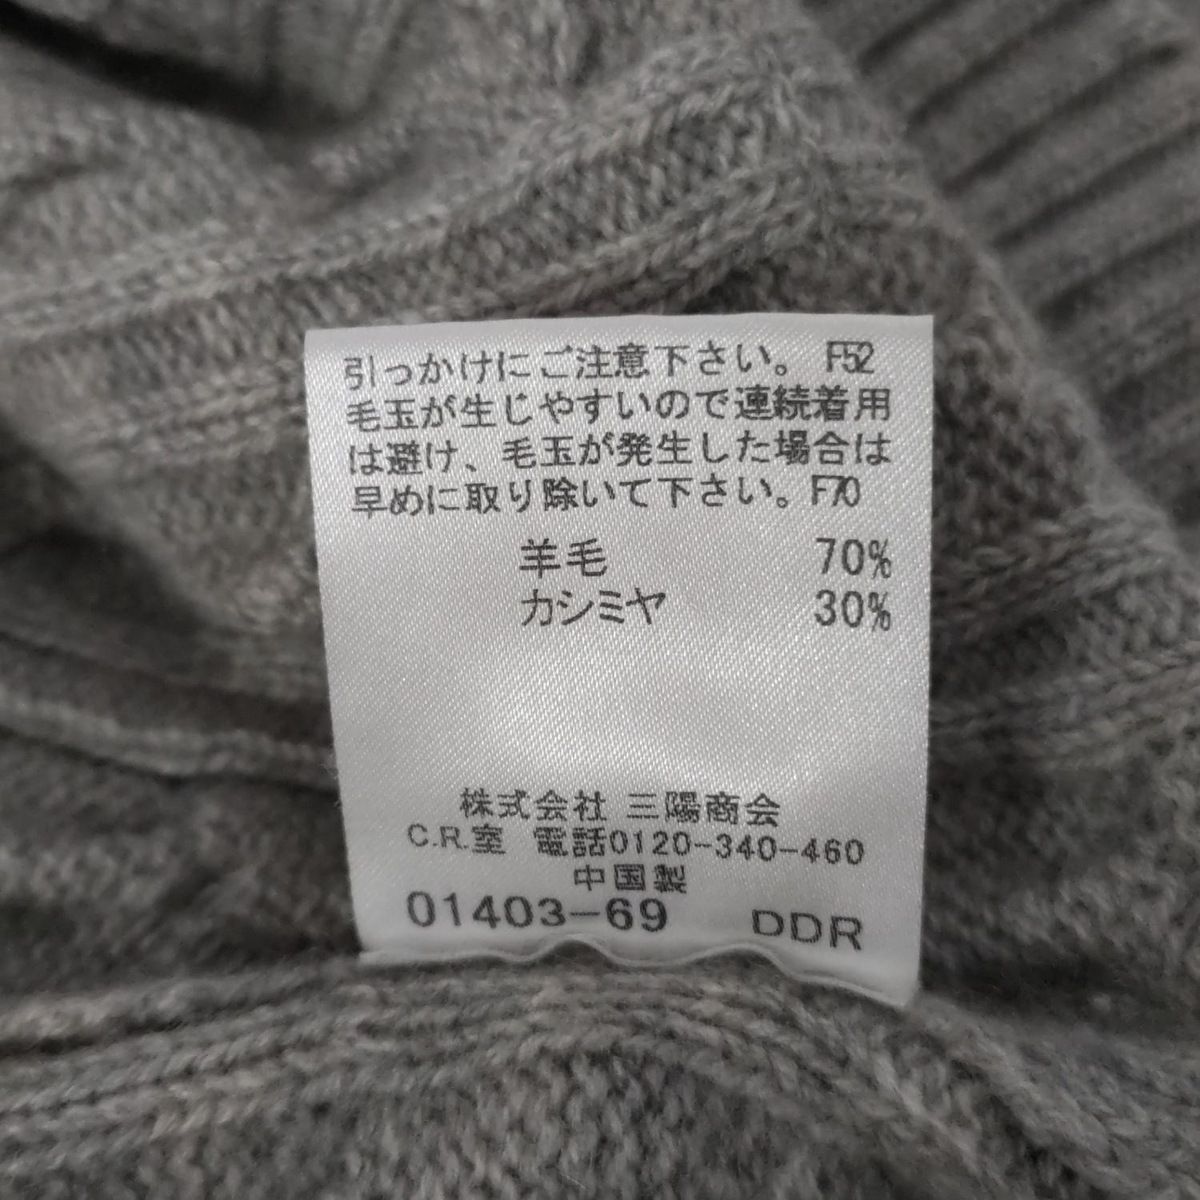 引っかけにご注意下さい。 F52
毛玉が生じやすいので連続着用
は避け、毛玉が発生した場合は
早めに取り除いて下さい。F70
羊毛 70%
カシミヤ 30%
株式会社 三陽商会
C.R.室 電話0120-340-460
中国製
01403-69 DDR